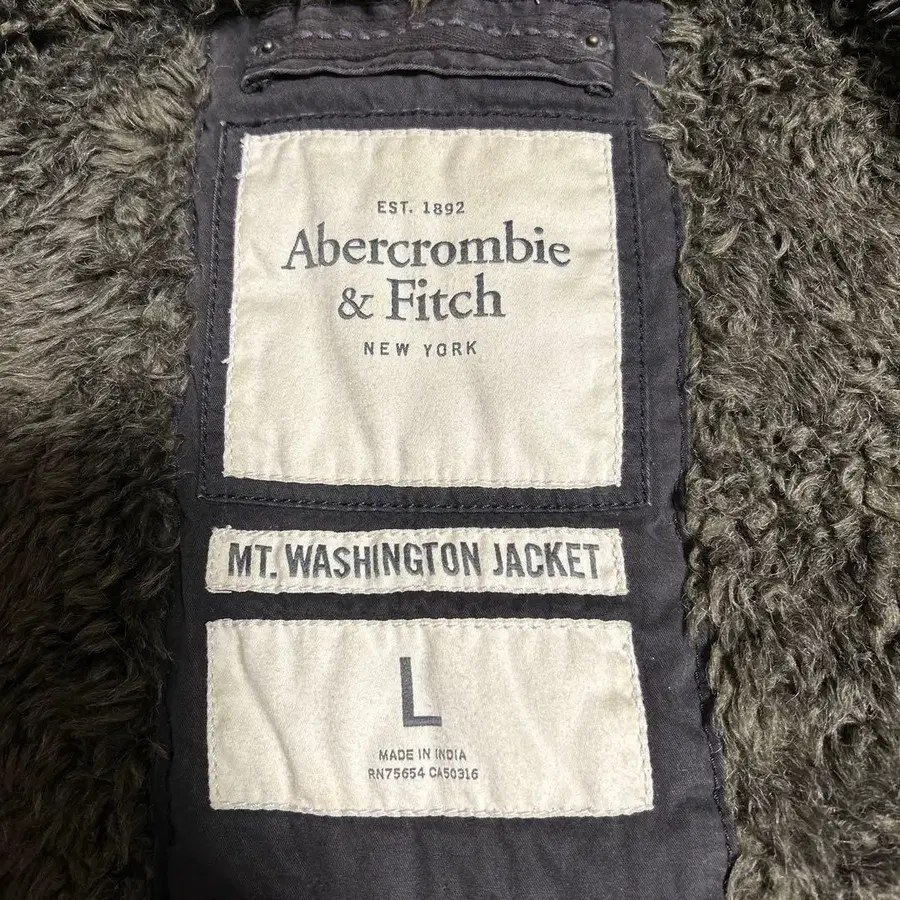 EST. 1892
Abercrombie
& Fitch
NEW YORK
MT. WASHINGTON JACKET
L
MADE IN INDIA
RN75654 CA50316